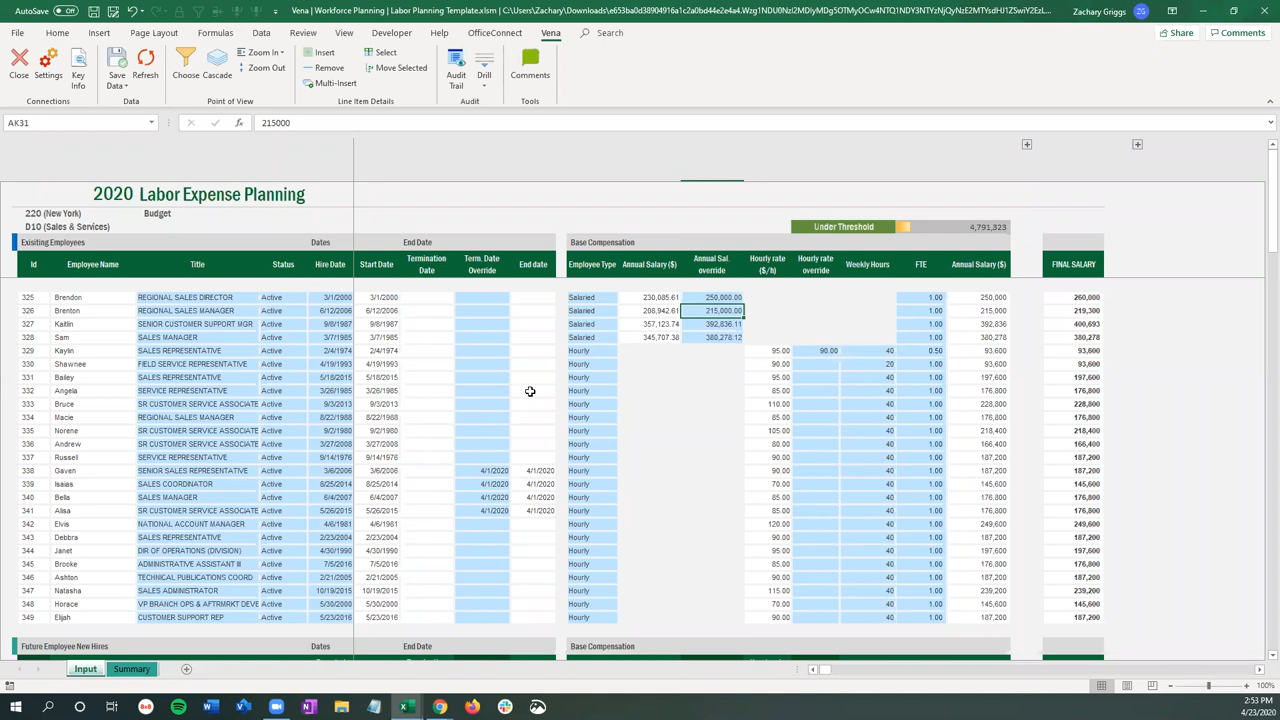 AutoSave Off Vena | Workforce Planning | Labor Planning Template.xlsm | C:\Users\Zachary\Downloads\ Zachary Griggs ZG
File Home Insert Page Layout Formulas Data Review View Developer Help OfficeConnect Vena Search Share Comments
Close Settings Key Info Save Data Refresh Choose Cascade Zoom In Zoom Out Insert Remove Multi-Insert Select Move Selected Audit Trail Drill Comments
Connections Data Point of View Line Item Details Audit Tools
AK31 fx 215000
2020 Labor Expense Planning
220 (New York) Budget
D10 (Sales & Services) Under Threshold 4,791,323
Exisiting Employees Dates End Date Base Compensation
Id Employee Name Title Status Hire Date Start Date Termination Date Term. Date Override End date Employee Type Annual Salary ($) Annual Sal. override Hourly rate ($/h) Hourly rate override Weekly Hours FTE Annual Salary ($) FINAL SALARY
325 Brendon REGIONAL SALES DIRECTOR Active 3/1/2000 3/1/2000 Salaried 230,085.61 250,000.00 1.00 250,000 260,000
326 Brenton REGIONAL SALES MANAGER Active 6/12/2006 6/12/2006 Salaried 208,942.61 215,000.00 1.00 215,000 219,300
327 Kaitlin SENIOR CUSTOMER SUPPORT MGR Active 9/8/1987 9/8/1987 Salaried 357,123.74 392,836.11 1.00 392,836 400,693
328 Sam SALES MANAGER Active 3/7/1985 3/7/1985 Salaried 345,707.38 380,278.12 1.00 380,278 380,278
329 Kaylin SALES REPRESENTATIVE Active 2/4/1974 2/4/1974 Hourly 95.00 90.00 40 0.50 93,600 93,600
330 Shawnee FIELD SERVICE REPRESENTATIVE Active 4/19/1993 4/19/1993 Hourly 90.00 20 1.00 93,600 93,600
331 Bailey SALES REPRESENTATIVE Active 5/18/2015 5/18/2015 Hourly 95.00 40 1.00 197,600 197,600
332 Angela SERVICE REPRESENTATIVE Active 3/26/1985 3/26/1985 Hourly 85.00 40 1.00 176,800 176,800
333 Bruce SR CUSTOMER SERVICE ASSOCIATE Active 9/3/2013 9/3/2013 Hourly 110.00 40 1.00 228,800 228,800
334 Macie REGIONAL SALES MANAGER Active 8/22/1988 8/22/1988 Hourly 85.00 40 1.00 176,800 176,800
335 Norene SR CUSTOMER SERVICE ASSOCIATE Active 9/2/1980 9/2/1980 Hourly 105.00 40 1.00 218,400 218,400
336 Andrew SR CUSTOMER SERVICE ASSOCIATE Active 3/27/2008 3/27/2008 Hourly 80.00 40 1.00 166,400 166,400
337 Russell SERVICE REPRESENTATIVE Active 9/14/1976 9/14/1976 Hourly 90.00 40 1.00 187,200 187,200
338 Gaven SENIOR SALES REPRESENTATIVE Active 3/6/2006 3/6/2006 4/1/2020 4/1/2020 Hourly 90.00 40 1.00 187,200 187,200
339 Isaias SALES COORDINATOR Active 8/25/2014 8/25/2014 4/1/2020 4/1/2020 Hourly 70.00 40 1.00 145,600 145,600
340 Bella SALES MANAGER Active 6/4/2007 6/4/2007 4/1/2020 4/1/2020 Hourly 85.00 40 1.00 176,800 176,800
341 Alisa SR CUSTOMER SERVICE ASSOCIATE Active 5/26/2015 5/26/2015 4/1/2020 4/1/2020 Hourly 85.00 40 1.00 176,800 176,800
342 Elvis NATIONAL ACCOUNT MANAGER Active 4/6/1981 4/6/1981 Hourly 120.00 40 1.00 249,600 249,600
343 Debbra SALES REPRESENTATIVE Active 2/23/2004 2/23/2004 Hourly 90.00 40 1.00 187,200 187,200
344 Janet DIR OF OPERATIONS (DIVISION) Active 4/30/1990 4/30/1990 Hourly 95.00 40 1.00 197,600 197,600
345 Brooke ADMINISTRATIVE ASSISTANT III Active 7/5/2016 7/5/2016 Hourly 85.00 40 1.00 176,800 176,800
346 Ashton TECHNICAL PUBLICATIONS COORD Active 2/21/2005 2/21/2005 Hourly 90.00 40 1.00 187,200 187,200
347 Natasha SALES ADMINISTRATOR Active 10/19/2015 10/19/2015 Hourly 115.00 40 1.00 239,200 239,200
348 Horace VP BRANCH OPS & AFTRMRKT DEVE Active 5/30/2000 5/30/2000 Hourly 70.00 40 1.00 145,600 145,600
349 Elijah CUSTOMER SUPPORT REP Active 5/23/2016 5/23/2016 Hourly 90.00 40 1.00 187,200 187,200
Future Employee New Hires Dates End Date Base Compensation
Input Summary
100%
2:53 PM
4/23/2020